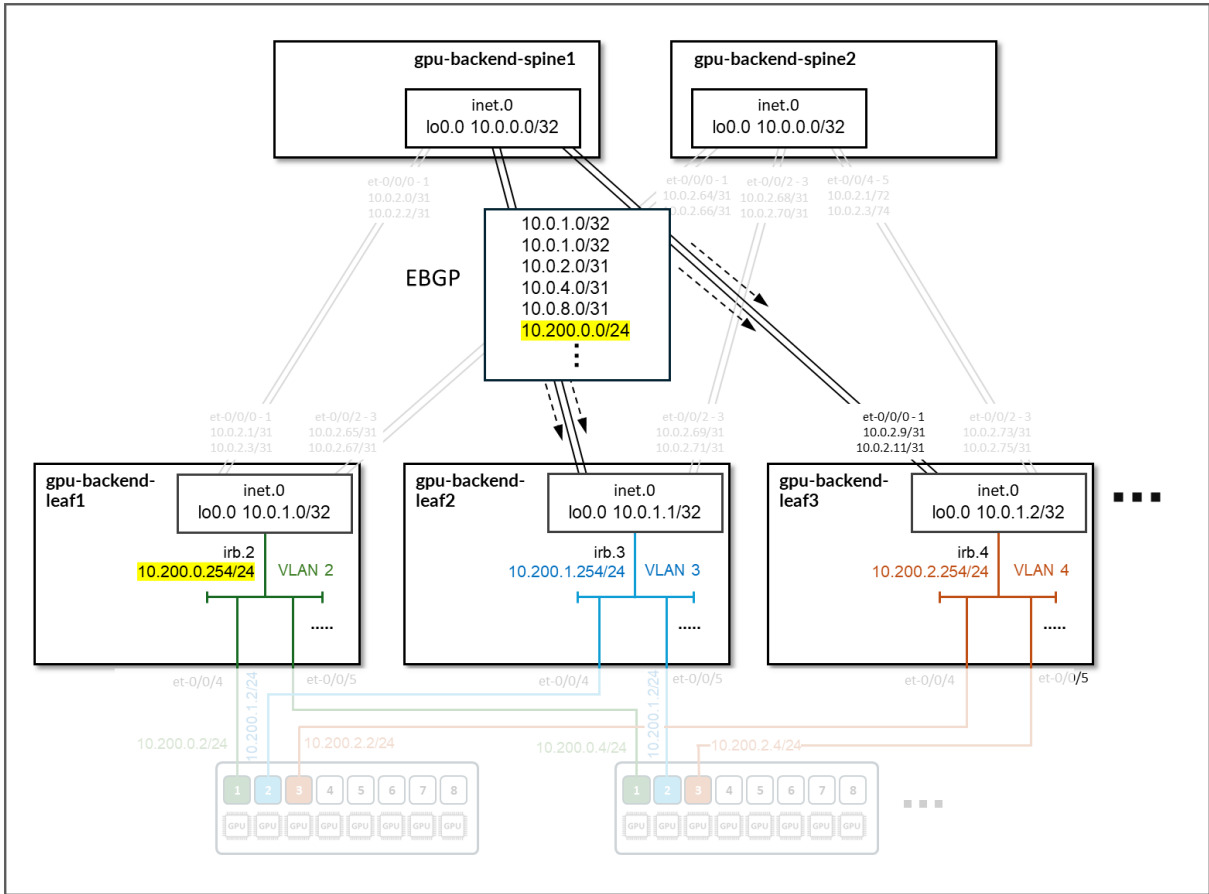 gpu-backend-spine1
inet.0
lo0.0 10.0.0.0/32
gpu-backend-spine2
inet.0
lo0.0 10.0.0.0/32
et-0/0/0 - 1
10.0.2.0/31
10.0.2.2/31
et-0/0/0 - 1
10.0.2.64/31
10.0.2.66/31
et-0/0/2 - 3
10.0.2.68/31
10.0.2.70/31
et-0/0/4 - 5
10.0.2.1/72
10.0.2.3/74
EBGP
10.0.1.0/32
10.0.1.0/32
10.0.2.0/31
10.0.4.0/31
10.0.8.0/31
10.200.0.0/24
et-0/0/0 - 1
10.0.2.1/31
10.0.2.3/31
et-0/0/2 - 3
10.0.2.65/31
10.0.2.67/31
et-0/0/2 - 3
10.0.2.69/31
10.0.2.71/31
et-0/0/0 - 1
10.0.2.9/31
10.0.2.11/31
et-0/0/2 - 3
10.0.2.73/31
10.0.2.75/31
gpu-backend-
leaf1
inet.0
lo0.0 10.0.1.0/32
irb.2
10.200.0.254/24
VLAN 2
.....
gpu-backend-
leaf2
inet.0
lo0.0 10.0.1.1/32
irb.3
10.200.1.254/24
VLAN 3
.....
gpu-backend-
leaf3
inet.0
lo0.0 10.0.1.2/32
irb.4
10.200.2.254/24
VLAN 4
.....
et-0/0/4
et-0/0/5
et-0/0/4
et-0/0/5
et-0/0/4
et-0/0/5
10.200.0.2/24
10.200.1.2/24
10.200.2.2/24
10.200.0.4/24
10.200.1.2/24
10.200.2.4/24
1 2 3 4 5 6 7 8
GPU GPU GPU GPU GPU GPU GPU GPU
1 2 3 4 5 6 7 8
GPU GPU GPU GPU GPU GPU GPU GPU